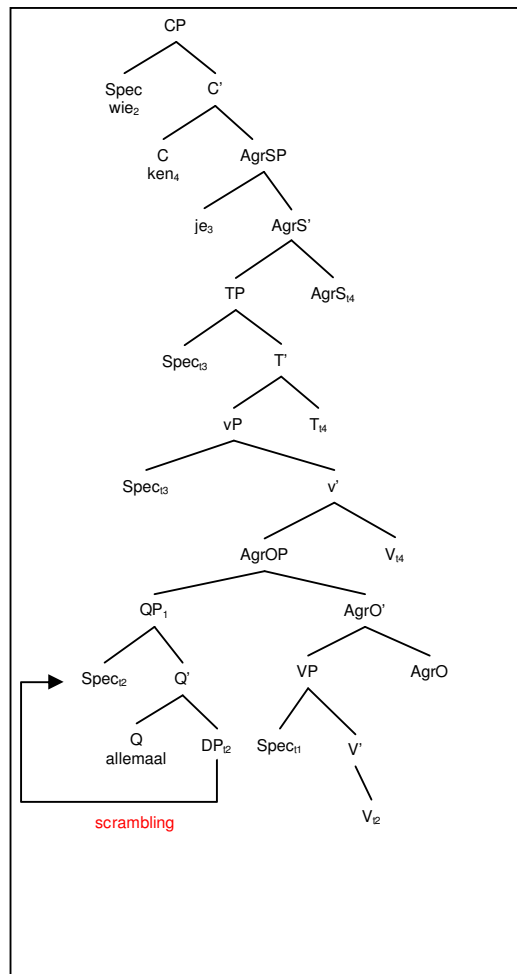 CP
Spec C'
wie₂
C AgrSP
ken₄
je₃ AgrS'
TP AgrSₜ₄
Specₜ₃ T'
vP Tₜ₄
Specₜ₃ v'
AgrOP Vₜ₄
QP₁ AgrO'
Specₜ₂ Q' VP AgrO
Q DPₜ₂ Specₜ₁ V'
allemaal
Vₜ₂
scrambling